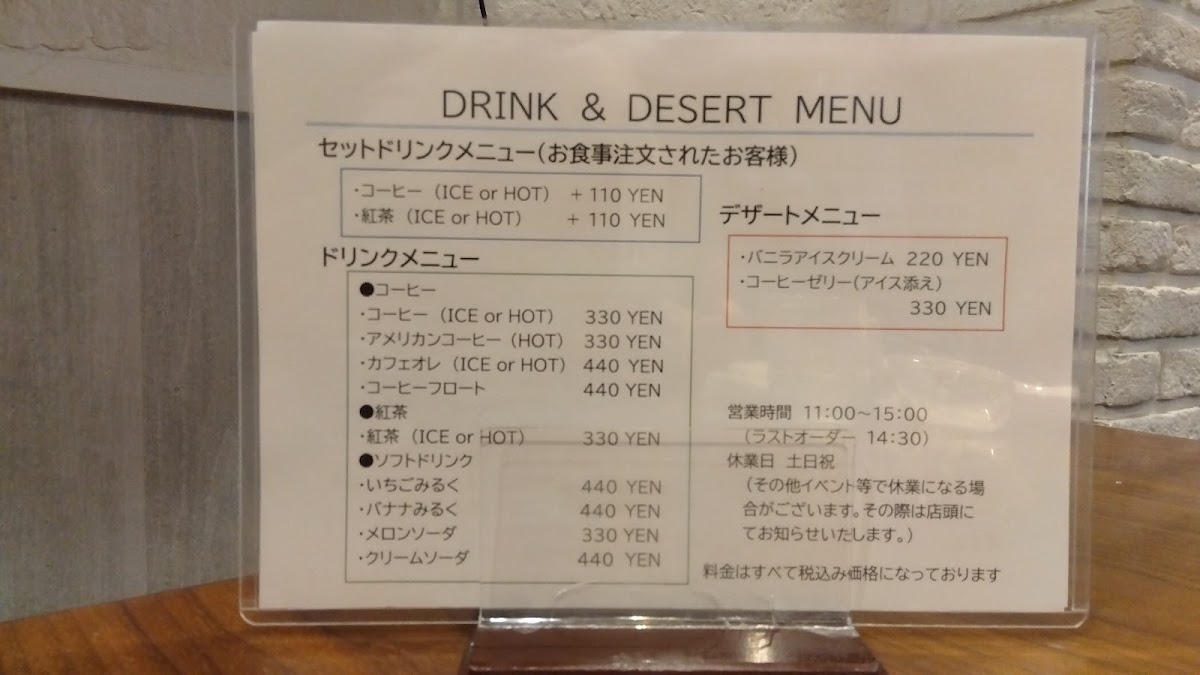 DRINK & DESERT MENU
セットドリンクメニュー(お食事注文されたお客様)
・コーヒー(ICE or HOT) + 110 YEN
・紅茶(ICE or HOT) + 110 YEN
ドリンクメニュー
●コーヒー
・コーヒー(ICE or HOT) 330 YEN
・アメリカンコーヒー(HOT) 330 YEN
・カフェオレ(ICE or HOT) 440 YEN
・コーヒーフロート 440 YEN
●紅茶
・紅茶(ICE or HOT) 330 YEN
●ソフトドリンク
・いちごみるく 440 YEN
・バナナみるく 440 YEN
・メロンソーダ 330 YEN
・クリームソーダ 440 YEN
デザートメニュー
・バニラアイスクリーム 220 YEN
・コーヒーゼリー(アイス添え)
330 YEN
営業時間 11:00～15:00
(ラストオーダー 14:30)
休業日 土日祝
(その他イベント等で休業になる場
合がございます。その際は店頭に
てお知らせいたします。)
料金はすべて税込み価格になっております